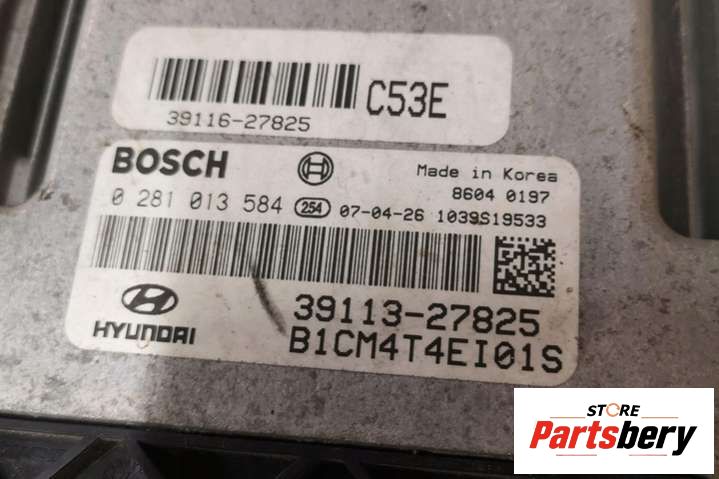 C53E
39116-27825
BOSCH
Made in Korea
8604 0197
0 281 013 584 254 07-04-26 1039S19533
39113-27825
HYUNDAI
B1CM4T4EI01S
STORE
Partsbery